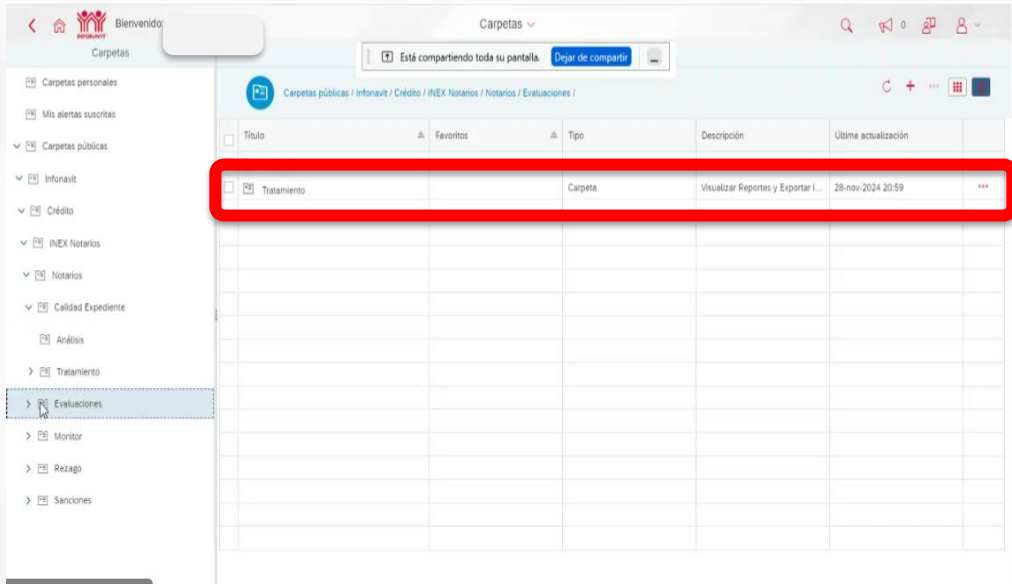 INFONAVIT
Bienvenido:
Carpetas
0
Carpetas
Está compartiendo toda su pantalla. Dejar de compartir
Carpetas personales
Mis alertas suscritas
Carpetas públicas
Infonavit
Crédito
INEX Notarios
Notarios
Calidad Expediente
Análisis
Tratamiento
Evaluaciones
Monitor
Rezago
Sanciones
Carpetas públicas / Infonavit / Crédito / INEX Notarios / Notarios / Evaluaciones /
Título Favoritos Tipo Descripción Última actualización
Tratamiento Carpeta Visualizar Reportes y Exportar I... 28-nov-2024 20:59